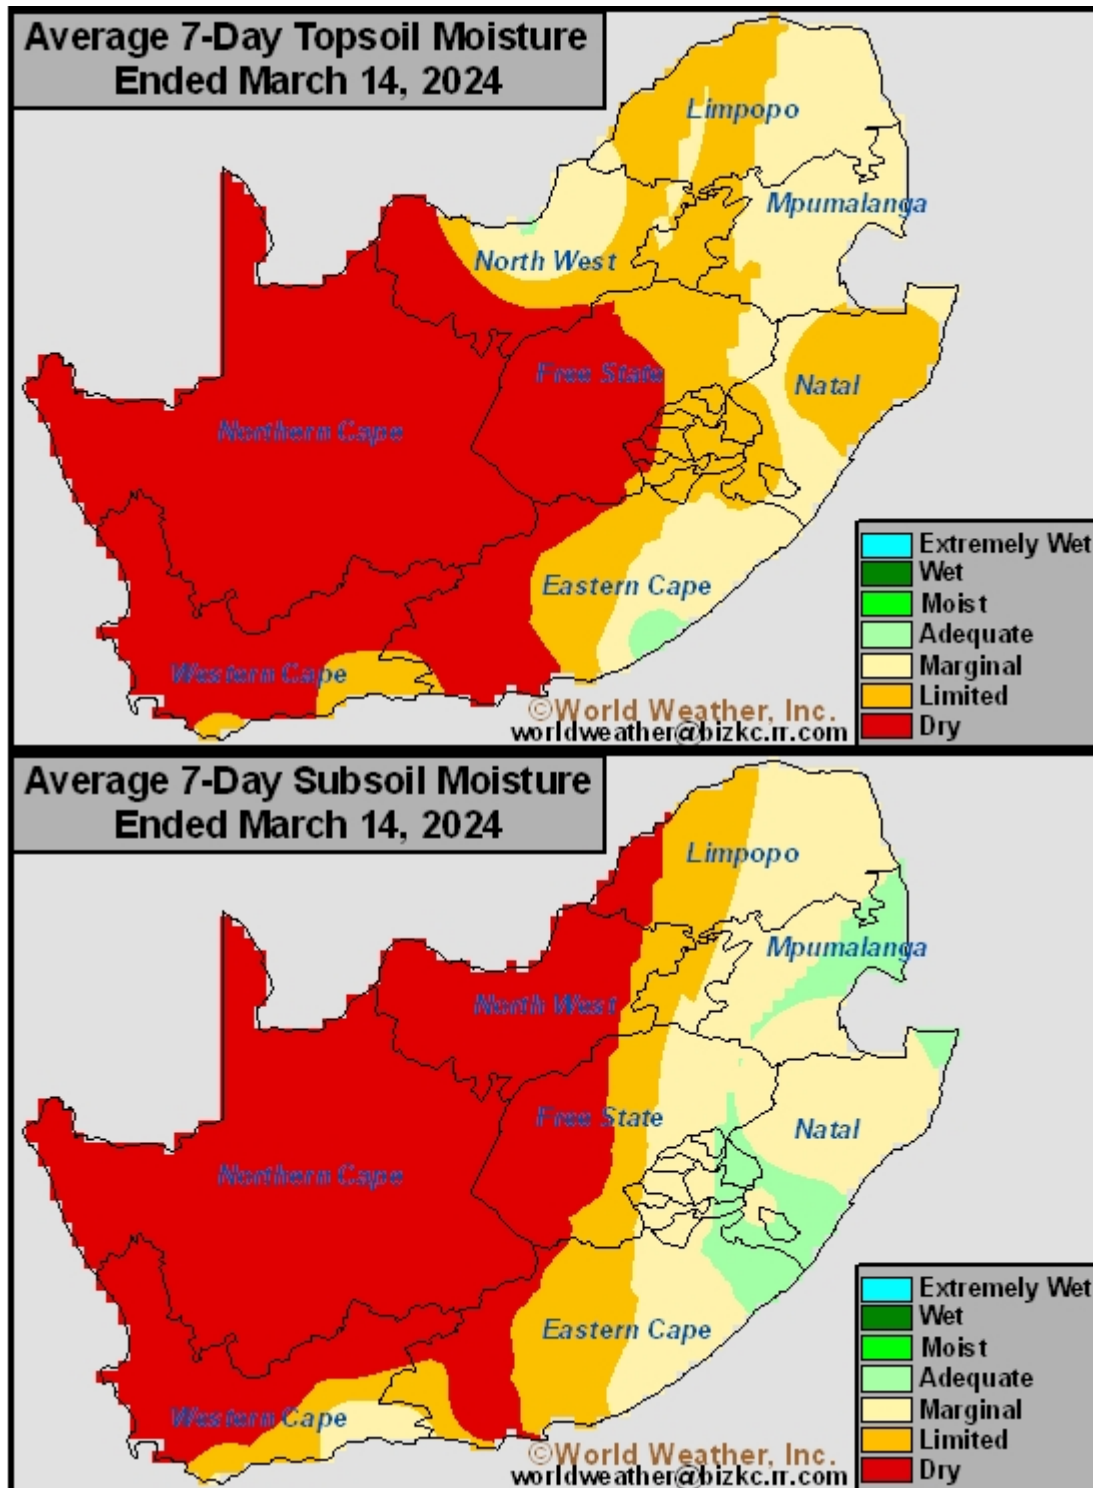 Average 7-Day Topsoil Moisture
Ended March 14, 2024
Limpopo
Mpumalanga
North West
Free State
Natal
Northern Cape
Eastern Cape
Western Cape
Extremely Wet
Wet
Moist
Adequate
Marginal
Limited
Dry
©World Weather, Inc.
worldweather@bizkc.rr.com
Average 7-Day Subsoil Moisture
Ended March 14, 2024
Limpopo
Mpumalanga
North West
Free State
Natal
Northern Cape
Eastern Cape
Western Cape
Extremely Wet
Wet
Moist
Adequate
Marginal
Limited
Dry
©World Weather, Inc.
worldweather@bizkc.rr.com